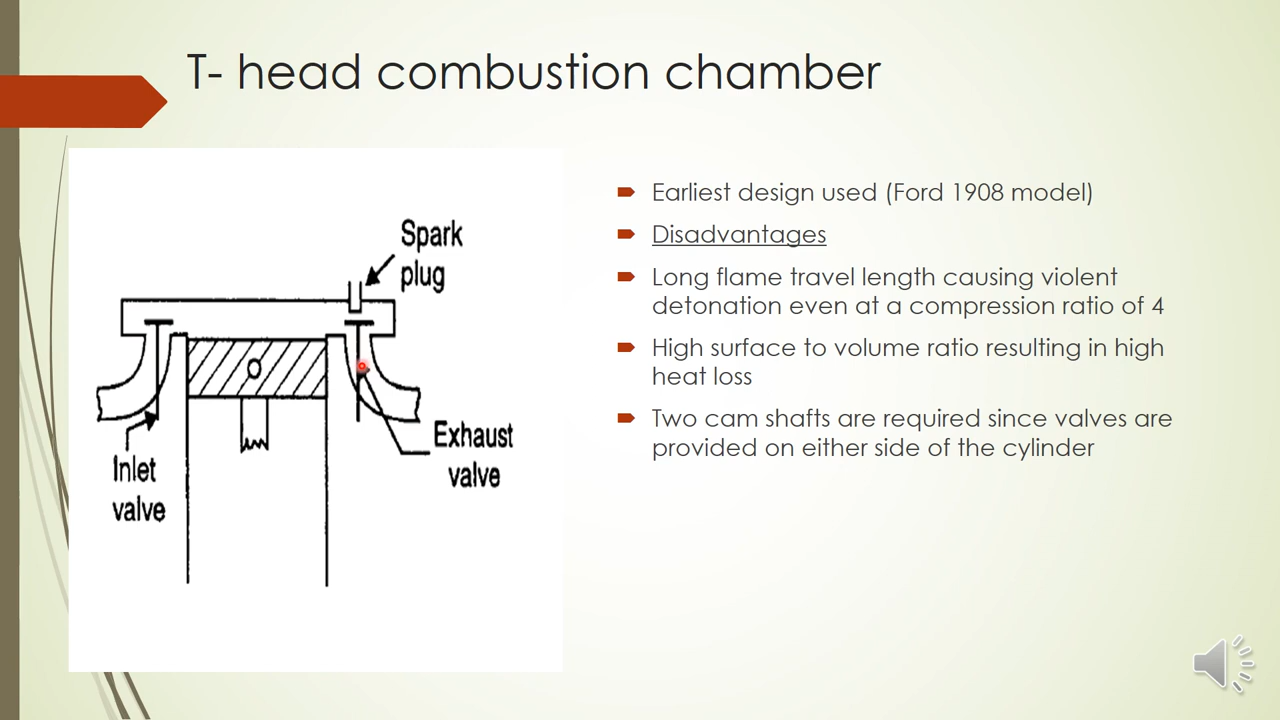 T- head combustion chamber
Spark
plug
Inlet
valve
Exhaust
valve
Earliest design used (Ford 1908 model)
Disadvantages
Long flame travel length causing violent
detonation even at a compression ratio of 4
High surface to volume ratio resulting in high
heat loss
Two cam shafts are required since valves are
provided on either side of the cylinder